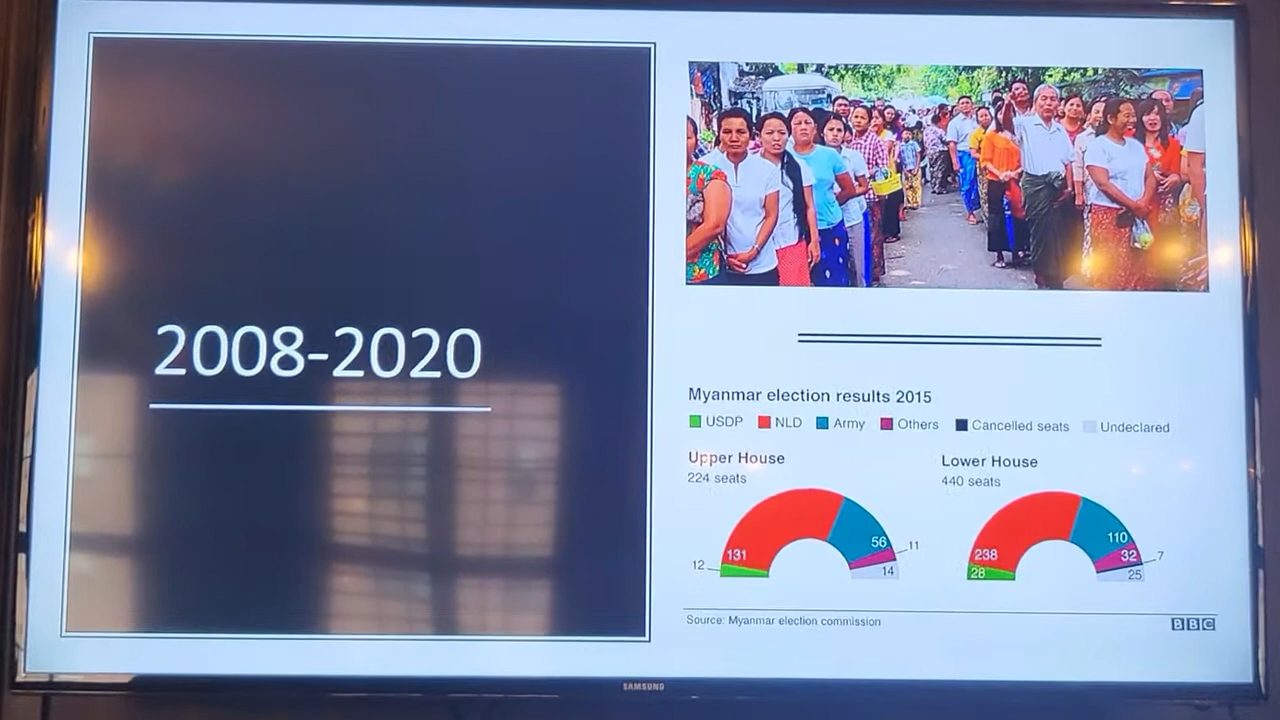 2008-2020
Myanmar election results 2015
USDP NLD Army Others Cancelled seats Undeclared
Upper House
224 seats
12 131 56 11 14
Lower House
440 seats
28 238 110 32 7 25
Source: Myanmar election commission
BBC
SAMSUNG